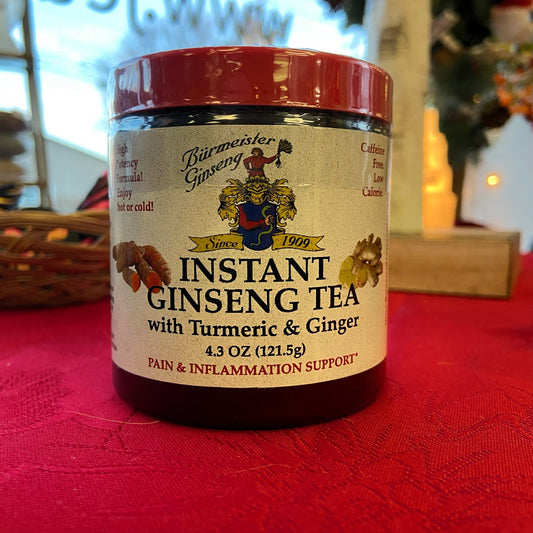 www.
High
Potency
Formula!
Enjoy
hot or cold!
Bürmeister
Ginseng
Caffeine
Free.
Low
Calorie.
Since 1909
INSTANT
GINSENG TEA
with Turmeric & Ginger
4.3 OZ (121.5g)
PAIN & INFLAMMATION SUPPORT*